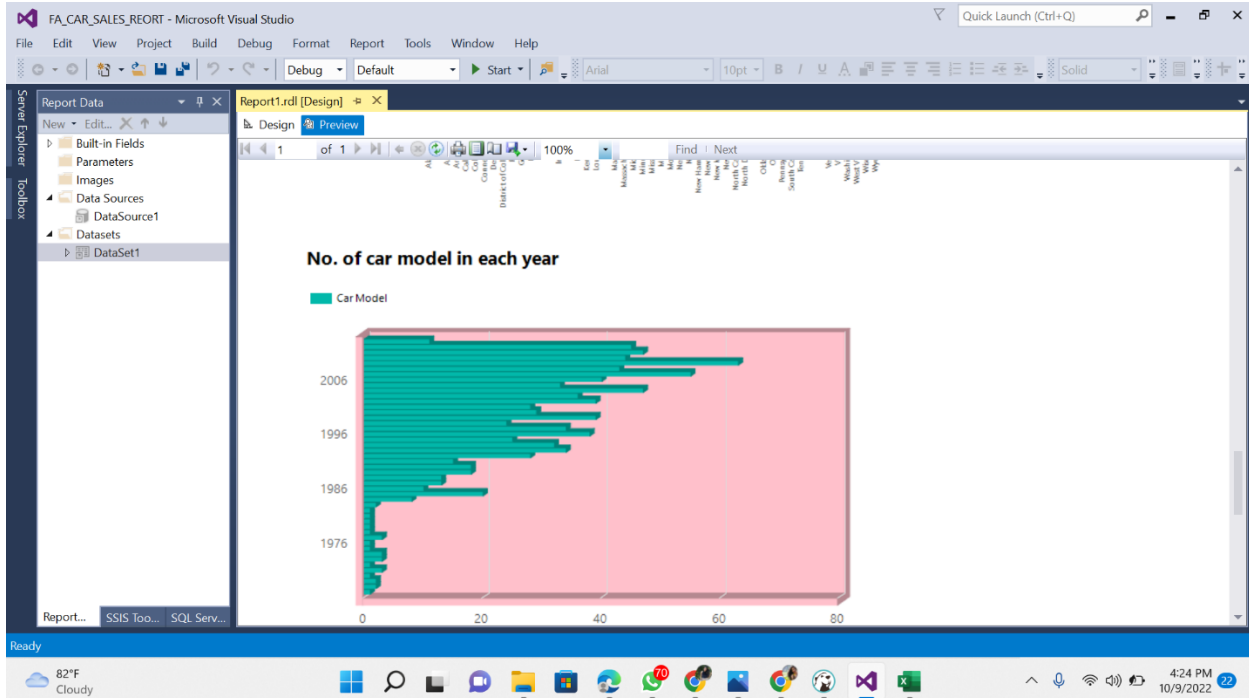 FA_CAR_SALES_REORT - Microsoft Visual Studio
Quick Launch (Ctrl+Q)
File Edit View Project Build Debug Format Report Tools Window Help
Debug Default Start Arial 10pt B I U A Solid
Server Explorer
Toolbox
Report Data
New Edit...
Built-in Fields
Parameters
Images
Data Sources
DataSource1
Datasets
DataSet1
Report... SSIS Too... SQL Serv...
Report1.rdl [Design]
Design Preview
1 of 1 100% Find Next
District of Col
No. of car model in each year
Car Model
2006
1996
1986
1976
0 20 40 60 80
Ready
82°F
Cloudy
70
4:24 PM
10/9/2022
22